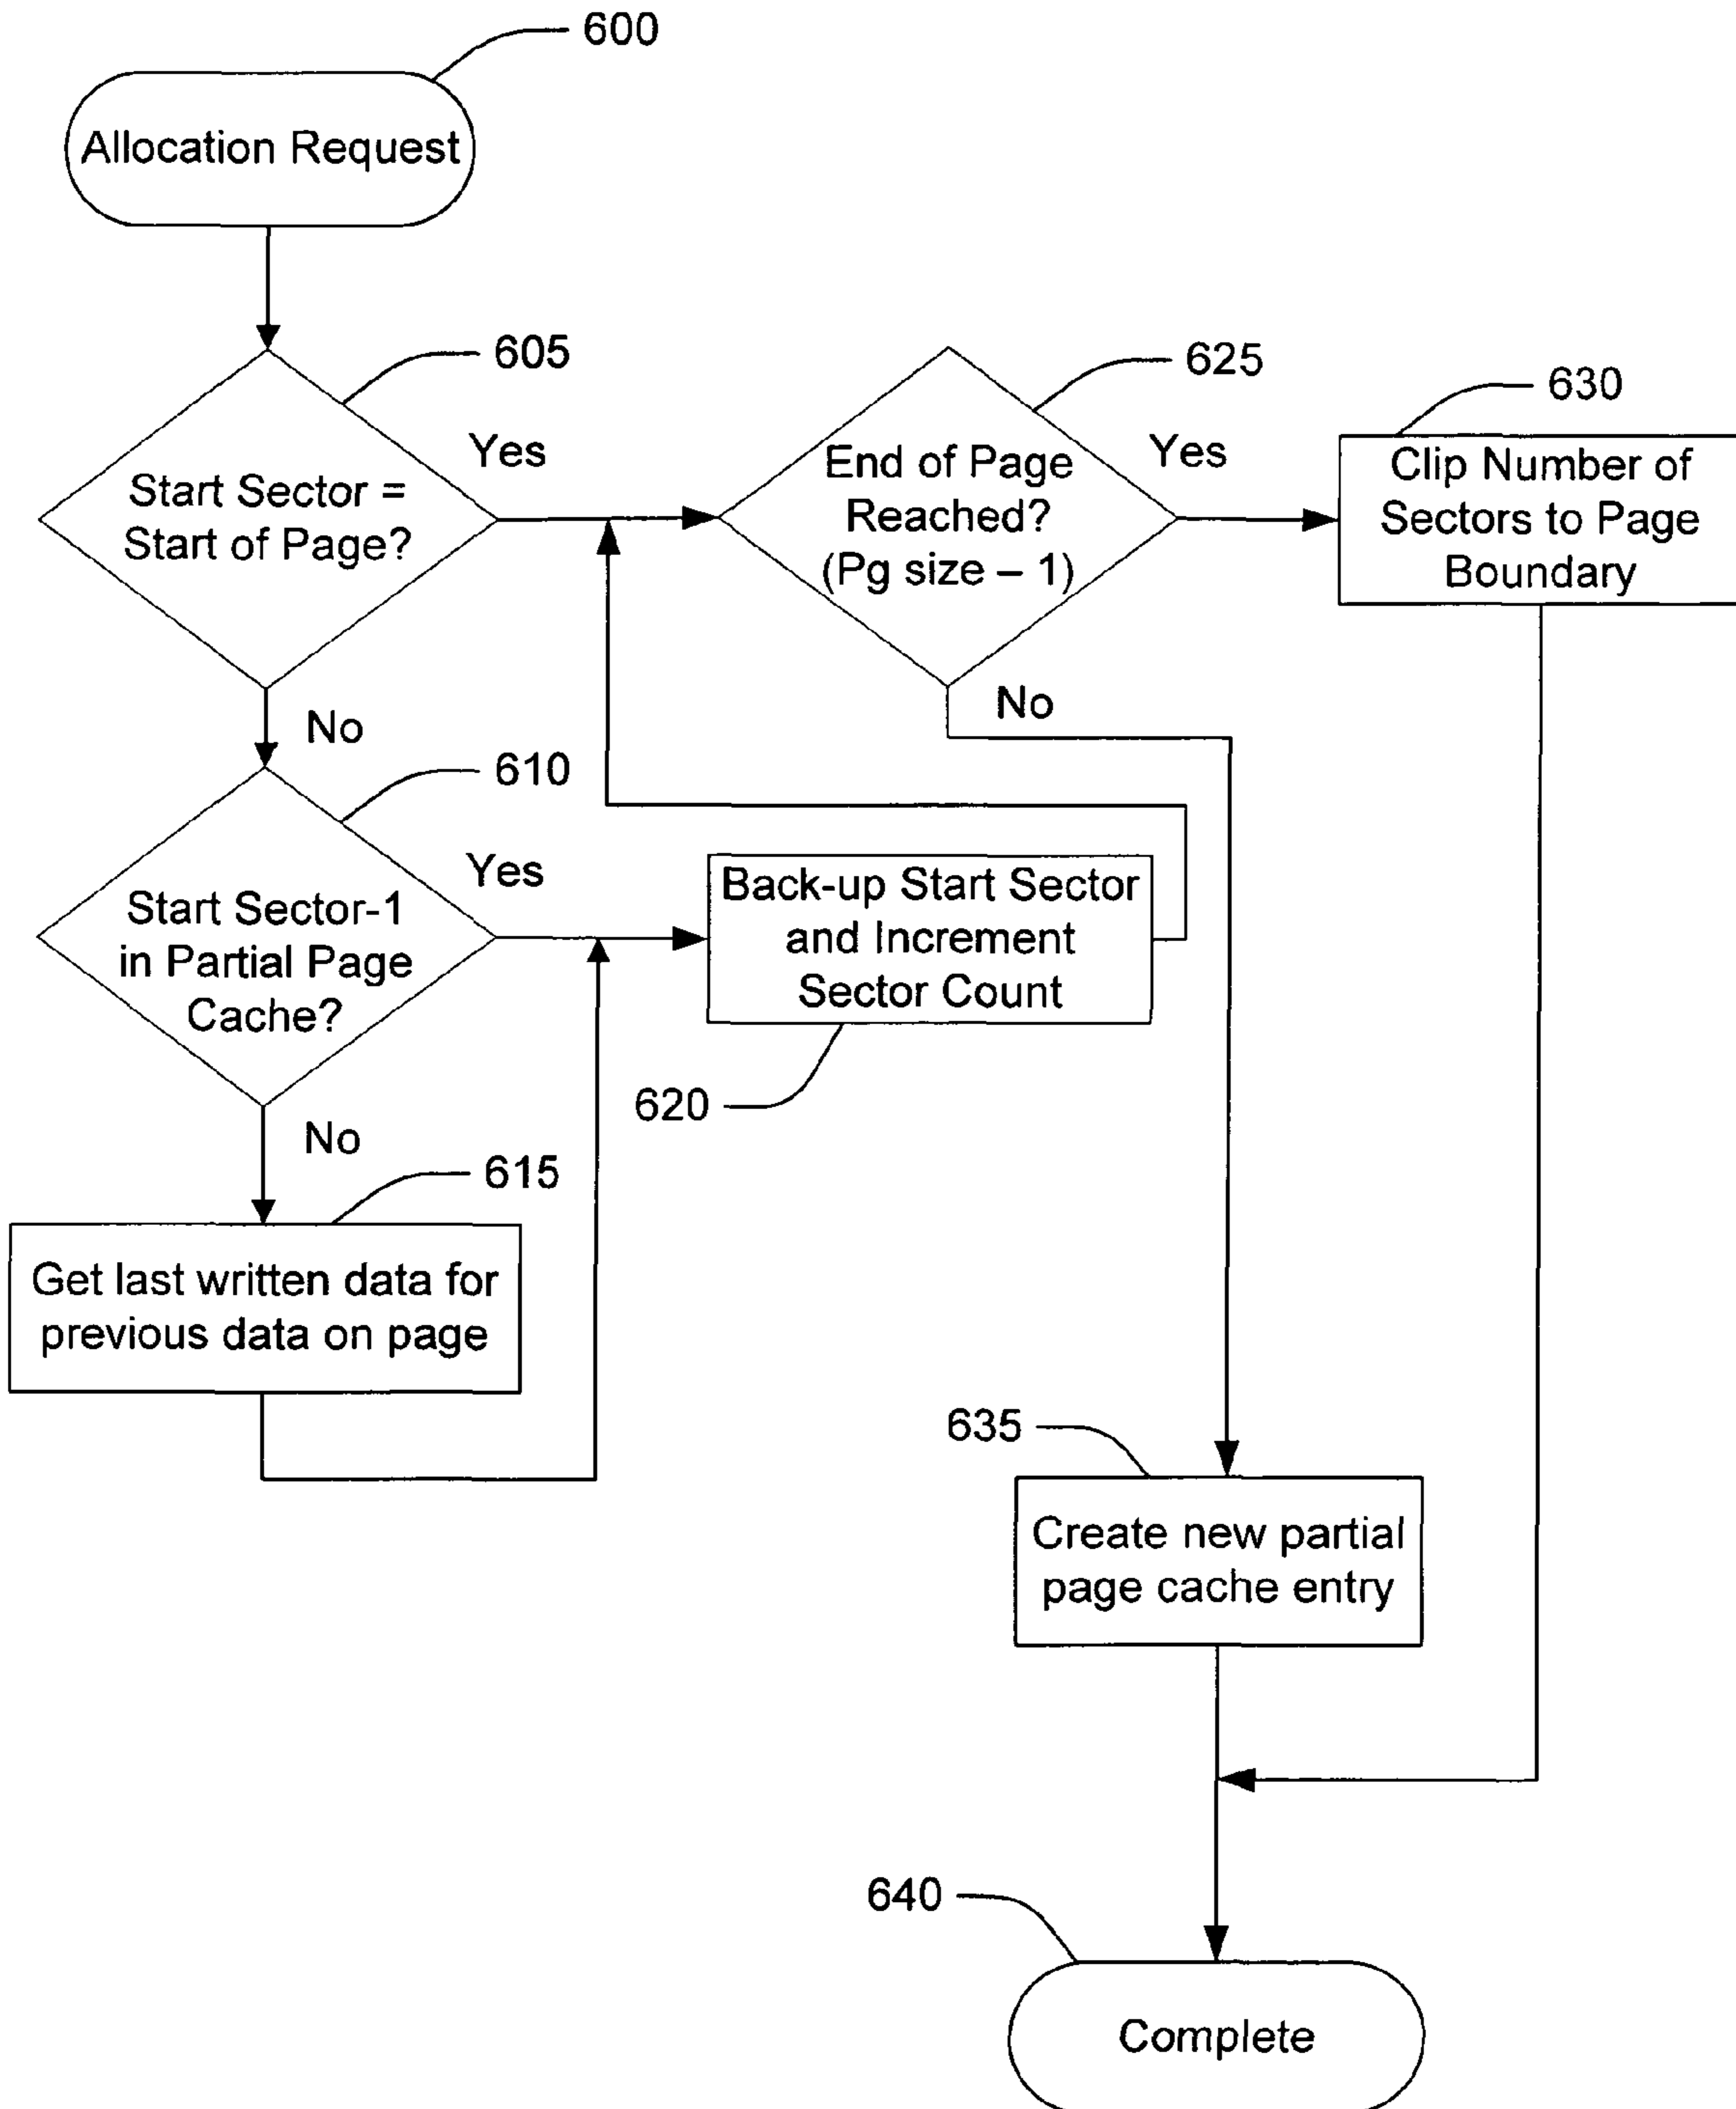 600
Allocation Request
605
Start Sector =
Start of Page?
Yes
625
End of Page
Reached?
(Pg size – 1)
Yes
630
Clip Number of
Sectors to Page
Boundary
No
No
610
Start Sector-1
in Partial Page
Cache?
Yes
Back-up Start Sector
and Increment
Sector Count
620
No
615
Get last written data for
previous data on page
635
Create new partial
page cache entry
640
Complete